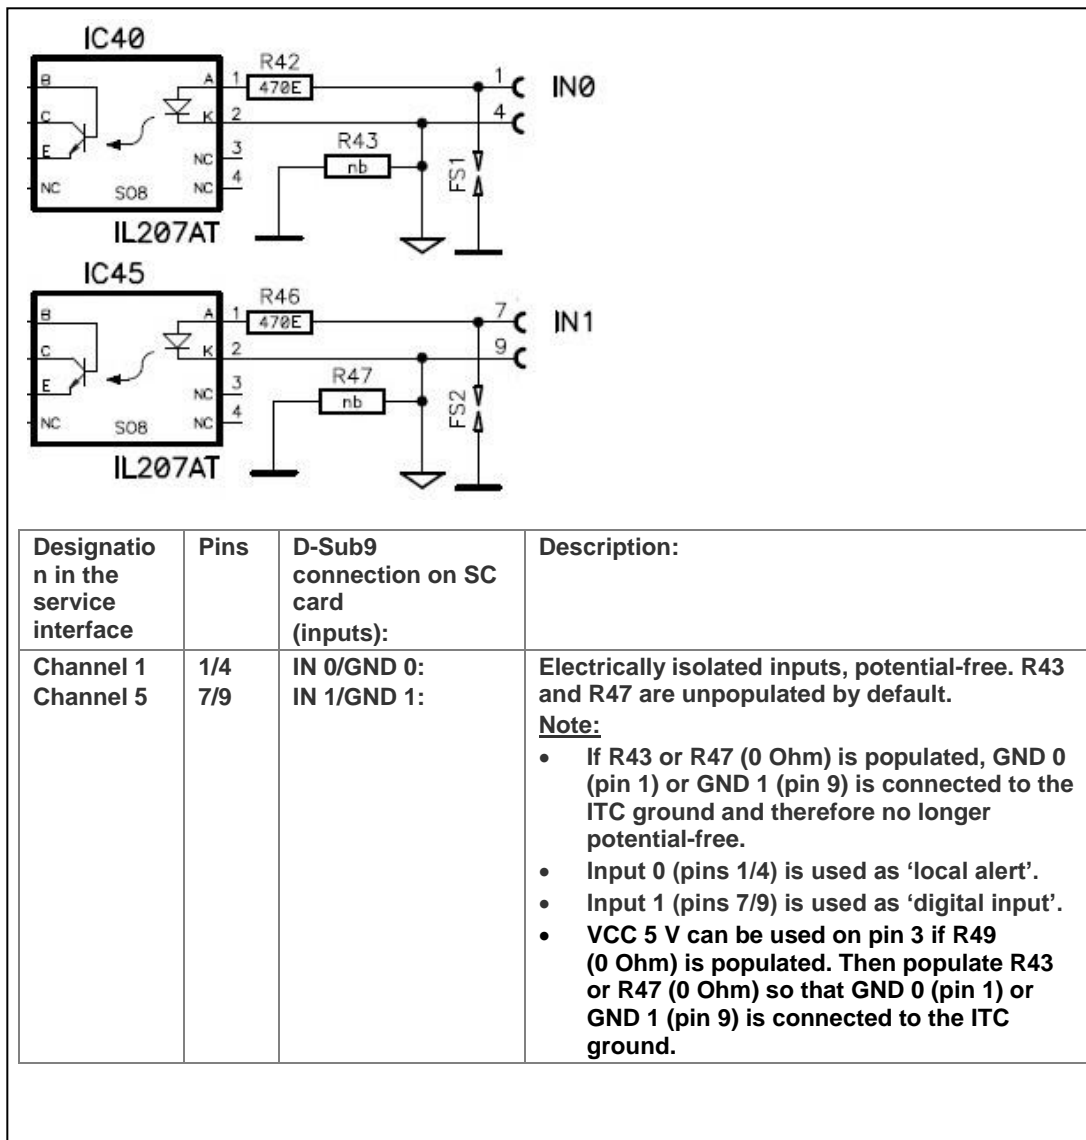 IC40
R42
B
A
1
470E
1
IN0
C
K
2
4
R43
E
NC
3
nb
FS1
NC
SO8
NC
4
IL207AT
IC45
R46
B
A
1
470E
7
IN1
C
K
2
9
R47
E
NC
3
nb
FS2
NC
SO8
NC
4
IL207AT
Designatio
n in the
service
interface
Pins
D-Sub9
connection on SC
card
(inputs):
Description:
Channel 1
Channel 5
1/4
7/9
IN 0/GND 0:
IN 1/GND 1:
Electrically isolated inputs, potential-free. R43
and R47 are unpopulated by default.
Note:
• If R43 or R47 (0 Ohm) is populated, GND 0
(pin 1) or GND 1 (pin 9) is connected to the
ITC ground and therefore no longer
potential-free.
• Input 0 (pins 1/4) is used as ‘local alert’.
• Input 1 (pins 7/9) is used as ‘digital input’.
• VCC 5 V can be used on pin 3 if R49
(0 Ohm) is populated. Then populate R43
or R47 (0 Ohm) so that GND 0 (pin 1) or
GND 1 (pin 9) is connected to the ITC
ground.